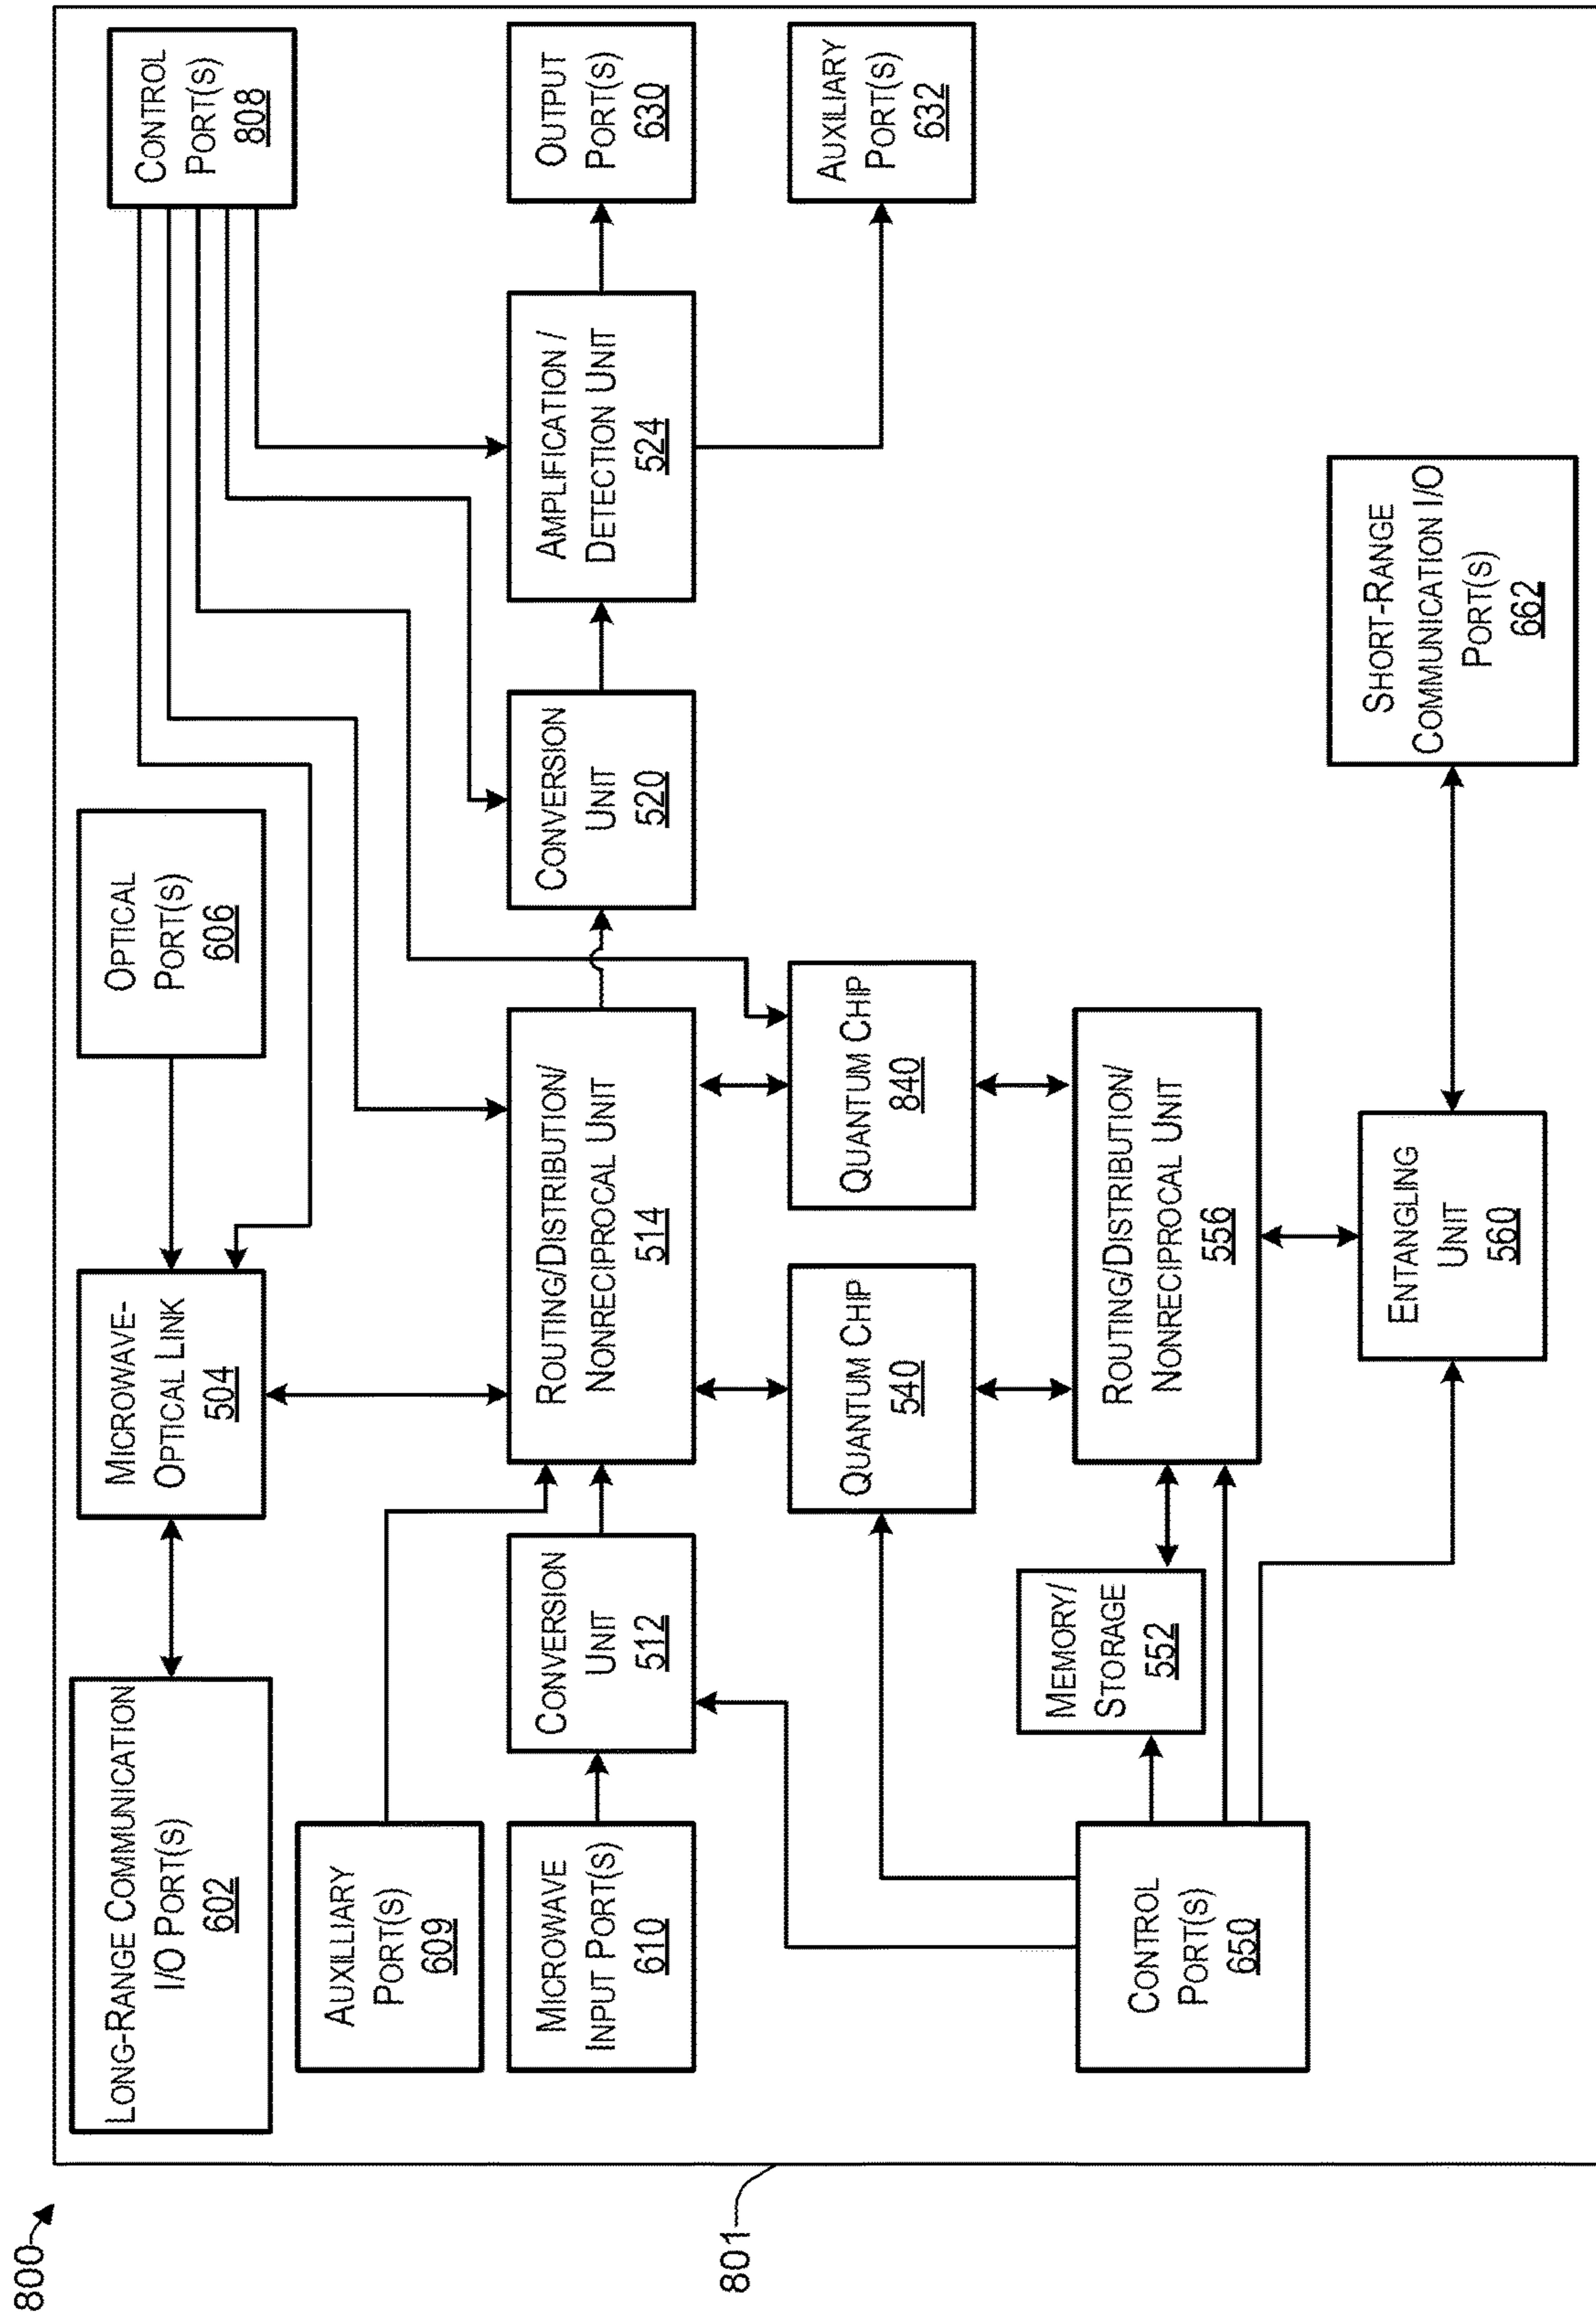 800
801
LONG-RANGE COMMUNICATION
I/O PORT(S)
602
MICROWAVE-
OPTICAL LINK
504
OPTICAL
PORT(S)
606
CONTROL
PORT(S)
808
AUXILLIARY
PORT(S)
609
MICROWAVE
INPUT PORT(S)
610
CONVERSION
UNIT
512
ROUTING/DISTRIBUTION/
NONRECIPROCAL UNIT
514
CONVERSION
UNIT
520
AMPLIFICATION /
DETECTION UNIT
524
OUTPUT
PORT(S)
630
QUANTUM CHIP
540
QUANTUM CHIP
840
AUXILIARY
PORT(S)
632
CONTROL
PORT(S)
650
MEMORY/
STORAGE
552
ROUTING/DISTRIBUTION/
NONRECIPROCAL UNIT
556
ENTANGLING
UNIT
560
SHORT-RANGE
COMMUNICATION I/O
PORT(S)
662